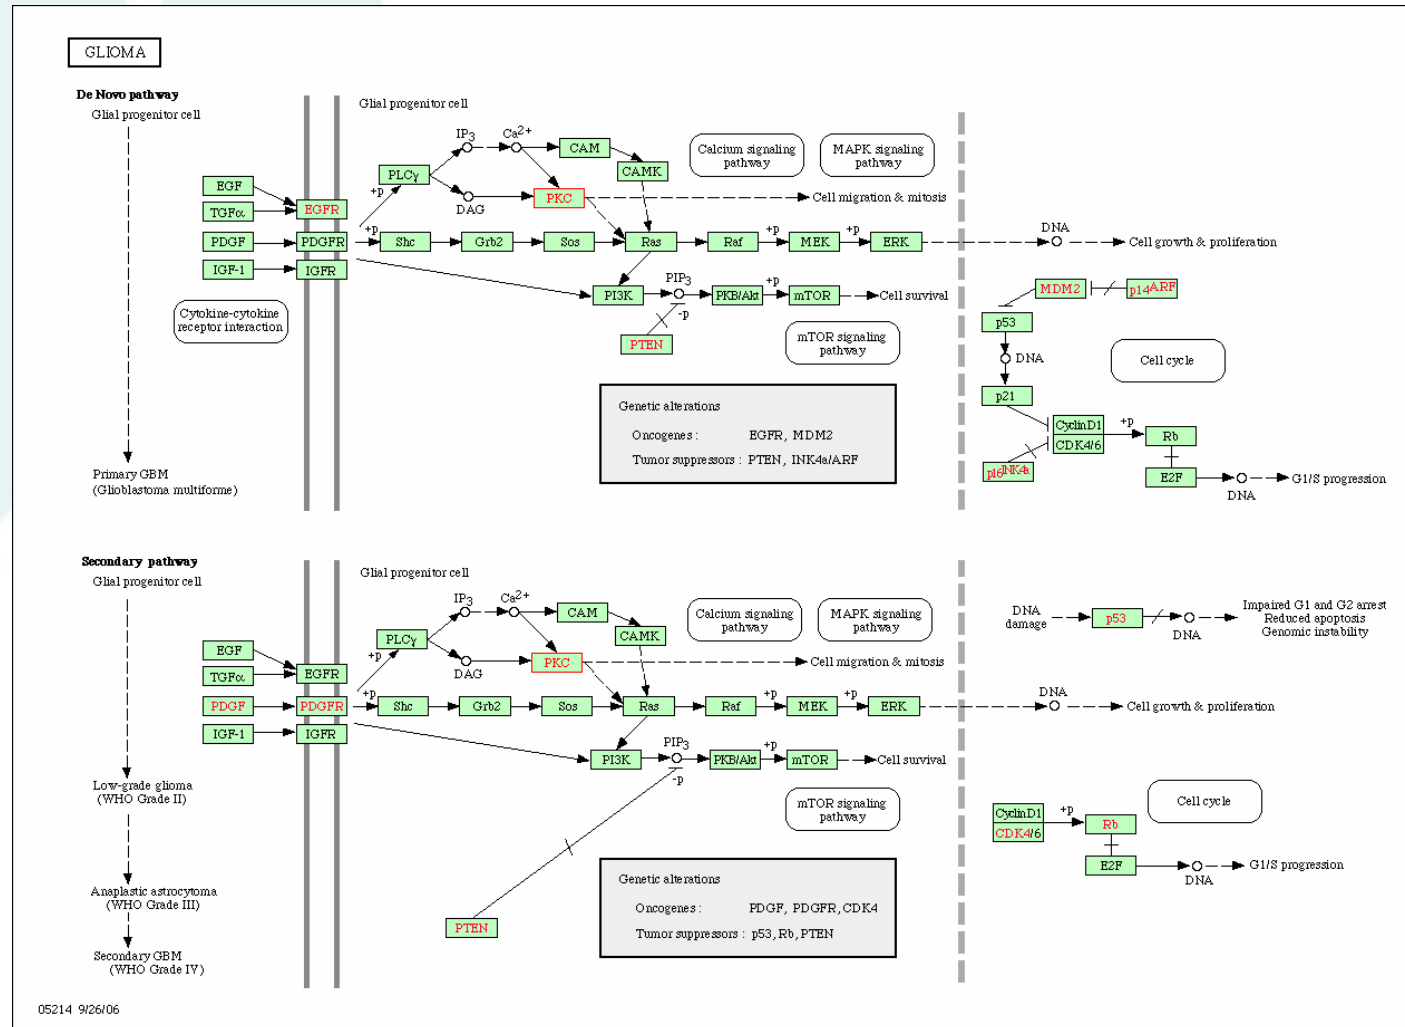 GLIOMA
De Novo pathway
Glial progenitor cell
Glial progenitor cell
IP3
Ca2+
CAM
CAMK
Calcium signaling
pathway
MAPK signaling
pathway
PLCγ
+p
DAG
PKC
Cell migration & mitosis
EGF
TGFα
EGFR
PDGF
PDGFR
+p
Shc
Grb2
Sos
Ras
Raf
+p
MEK
+p
ERK
DNA
Cell growth & proliferation
IGF-1
IGFR
PI3K
PIP3
PKB/Akt
+p
mTOR
Cell survival
-p
PTEN
Cytokine-cytokine
receptor interaction
mTOR signaling
pathway
MDM2
p14ARF
p53
DNA
p21
Cell cycle
CyclinD1
CDK4/6
+p
Rb
p16INK4a
E2F
DNA
G1/S progression
Genetic alterations
Oncogenes : EGFR, MDM2
Tumor suppressors : PTEN, INK4a/ARF
Primary GBM
(Glioblastoma multiforme)
Secondary pathway
Glial progenitor cell
Glial progenitor cell
IP3
Ca2+
CAM
CAMK
Calcium signaling
pathway
MAPK signaling
pathway
PLCγ
+p
DAG
PKC
Cell migration & mitosis
DNA
damage
p53
DNA
Impaired G1 and G2 arrest
Reduced apoptosis
Genomic instability
EGF
TGFα
EGFR
PDGF
PDGFR
+p
Shc
Grb2
Sos
Ras
Raf
+p
MEK
+p
ERK
DNA
Cell growth & proliferation
IGF-1
IGFR
PI3K
PIP3
PKB/Akt
+p
mTOR
Cell survival
-p
PTEN
mTOR signaling
pathway
CyclinD1
CDK4/6
+p
Rb
Cell cycle
E2F
DNA
G1/S progression
Low-grade glioma
(WHO Grade II)
Anaplastic astrocytoma
(WHO Grade III)
Secondary GBM
(WHO Grade IV)
Genetic alterations
Oncogenes : PDGF, PDGFR, CDK4
Tumor suppressors : p53, Rb, PTEN
05214 9/26/06